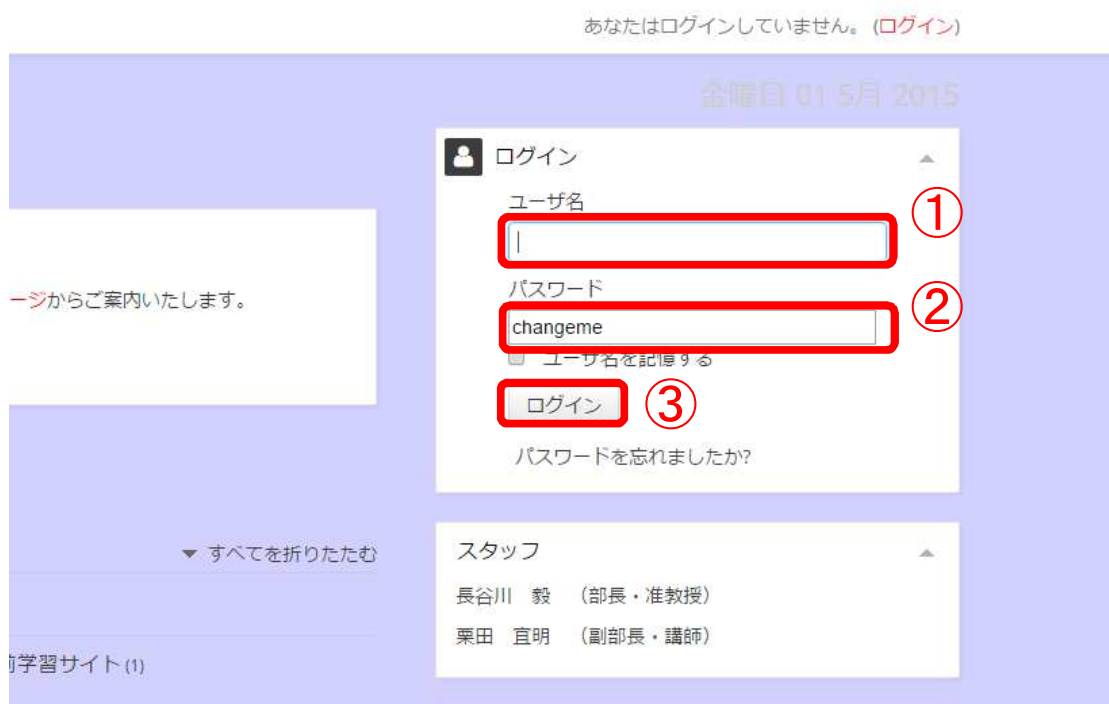 あなたはログインしていません。 (ログイン)
金曜日 01 5月 2015
ログイン
ユーザ名
①
ージからご案内いたします。
パスワード
②
changeme
ユーザ名を記憶する
ログイン
③
パスワードを忘れましたか?
すべてを折りたたむ
スタッフ
長谷川 毅 (部長・准教授)
栗田 宜明 (副部長・講師)
前学習サイト (1)